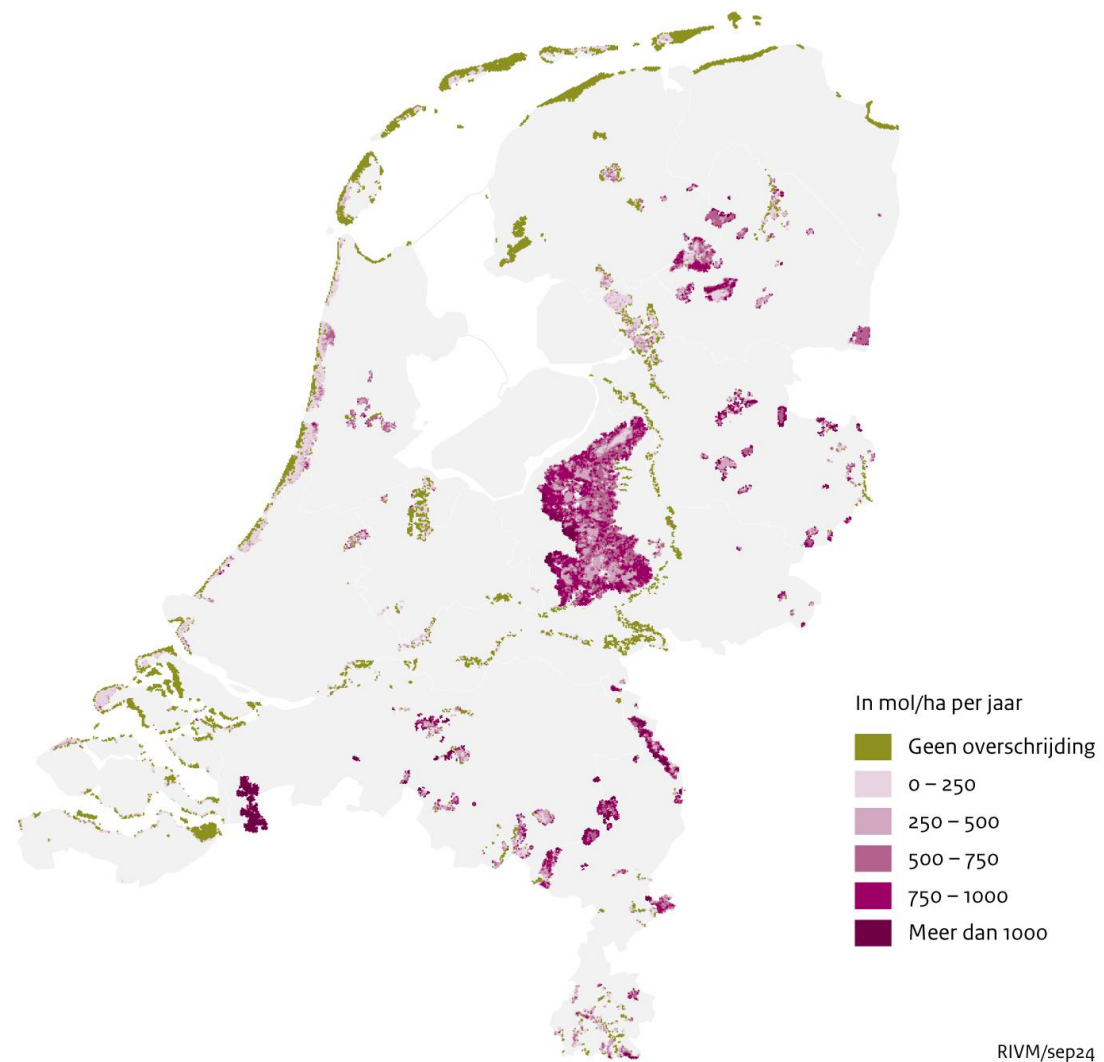 In mol/ha per jaar
Geen overschrijding
0 – 250
250 – 500
500 – 750
750 – 1000
Meer dan 1000
RIVM/sep24